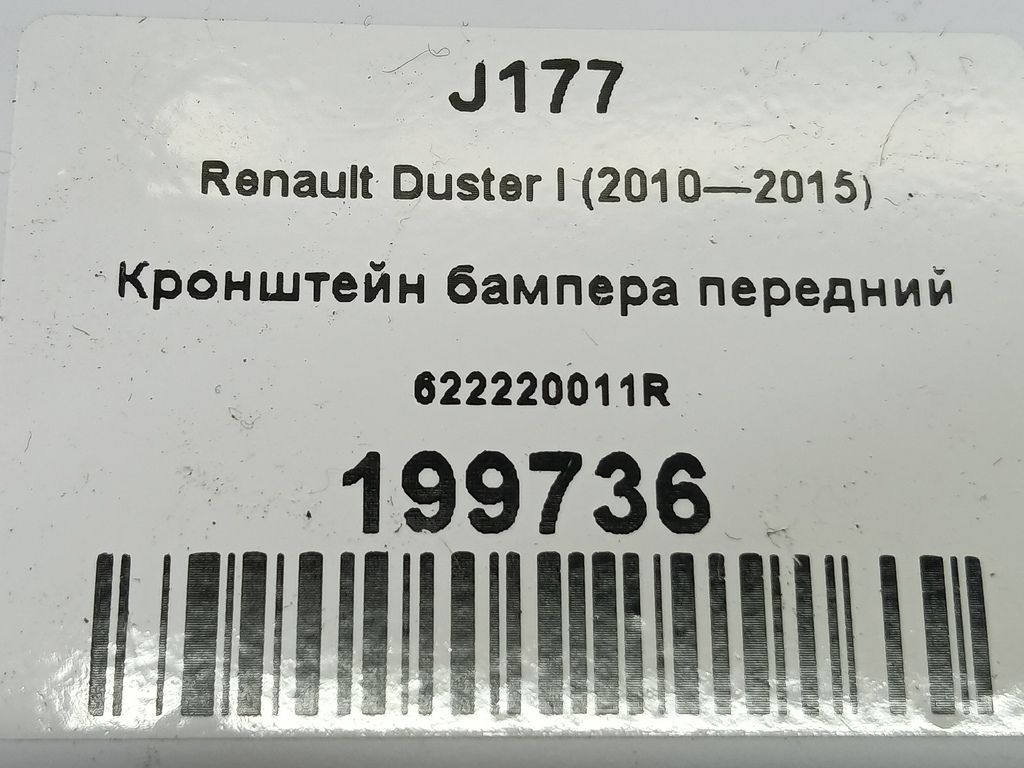 J177
Renault Duster I (2010—2015)
Кронштейн бампера передний
622220011R
199736